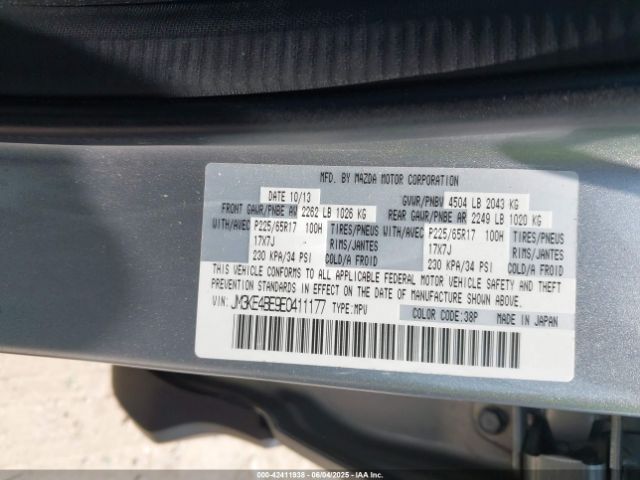 MFD. BY MAZDA MOTOR CORPORATION
DATE 10/13 GVWR/PNBV 4504 LB 2043 KG
FRONT GAWR/PNBE AV 2262 LB 1026 KG REAR GAWR/PNBE AR 2249 LB 1020 KG
WITH/AVEC P225/65R17 100H TIRES/PNEUS WITH/AVEC P225/65R17 100H TIRES/PNEUS
17X7J RIMS/JANTES 17X7J RIMS/JANTES
230 KPA/34 PSI COLD/A FROID 230 KPA/34 PSI COLD/A FROID
THIS VEHICLE CONFORMS TO ALL APPLICABLE FEDERAL MOTOR VEHICLE SAFETY AND THEFT
PREVENTION STANDARDS IN EFFECT ON THE DATE OF MANUFACTURE SHOWN ABOVE.
VIN: JM3KE4BE9E0411177 TYPE:MPV
COLOR CODE:38P MADE IN JAPAN
000-42411938 06/04/2025 IAAI.com